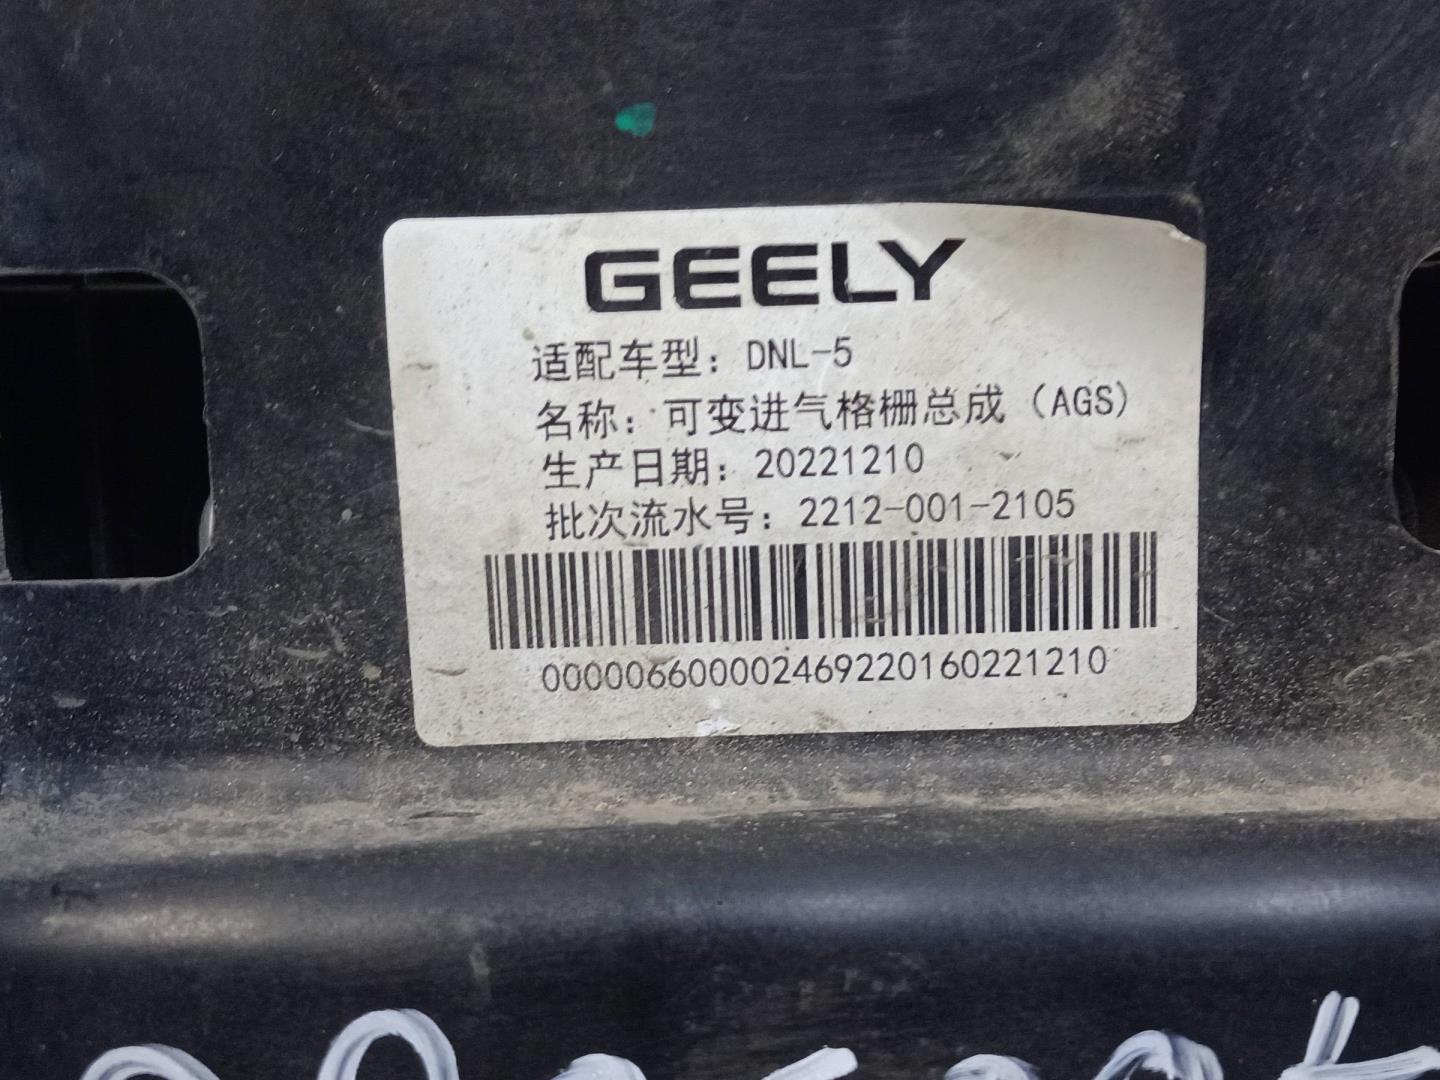 GEELY
适配车型：DNL-5
名称：可变进气格栅总成（AGS）
生产日期：20221210
批次流水号：2212-001-2105
000006600002469220160221210